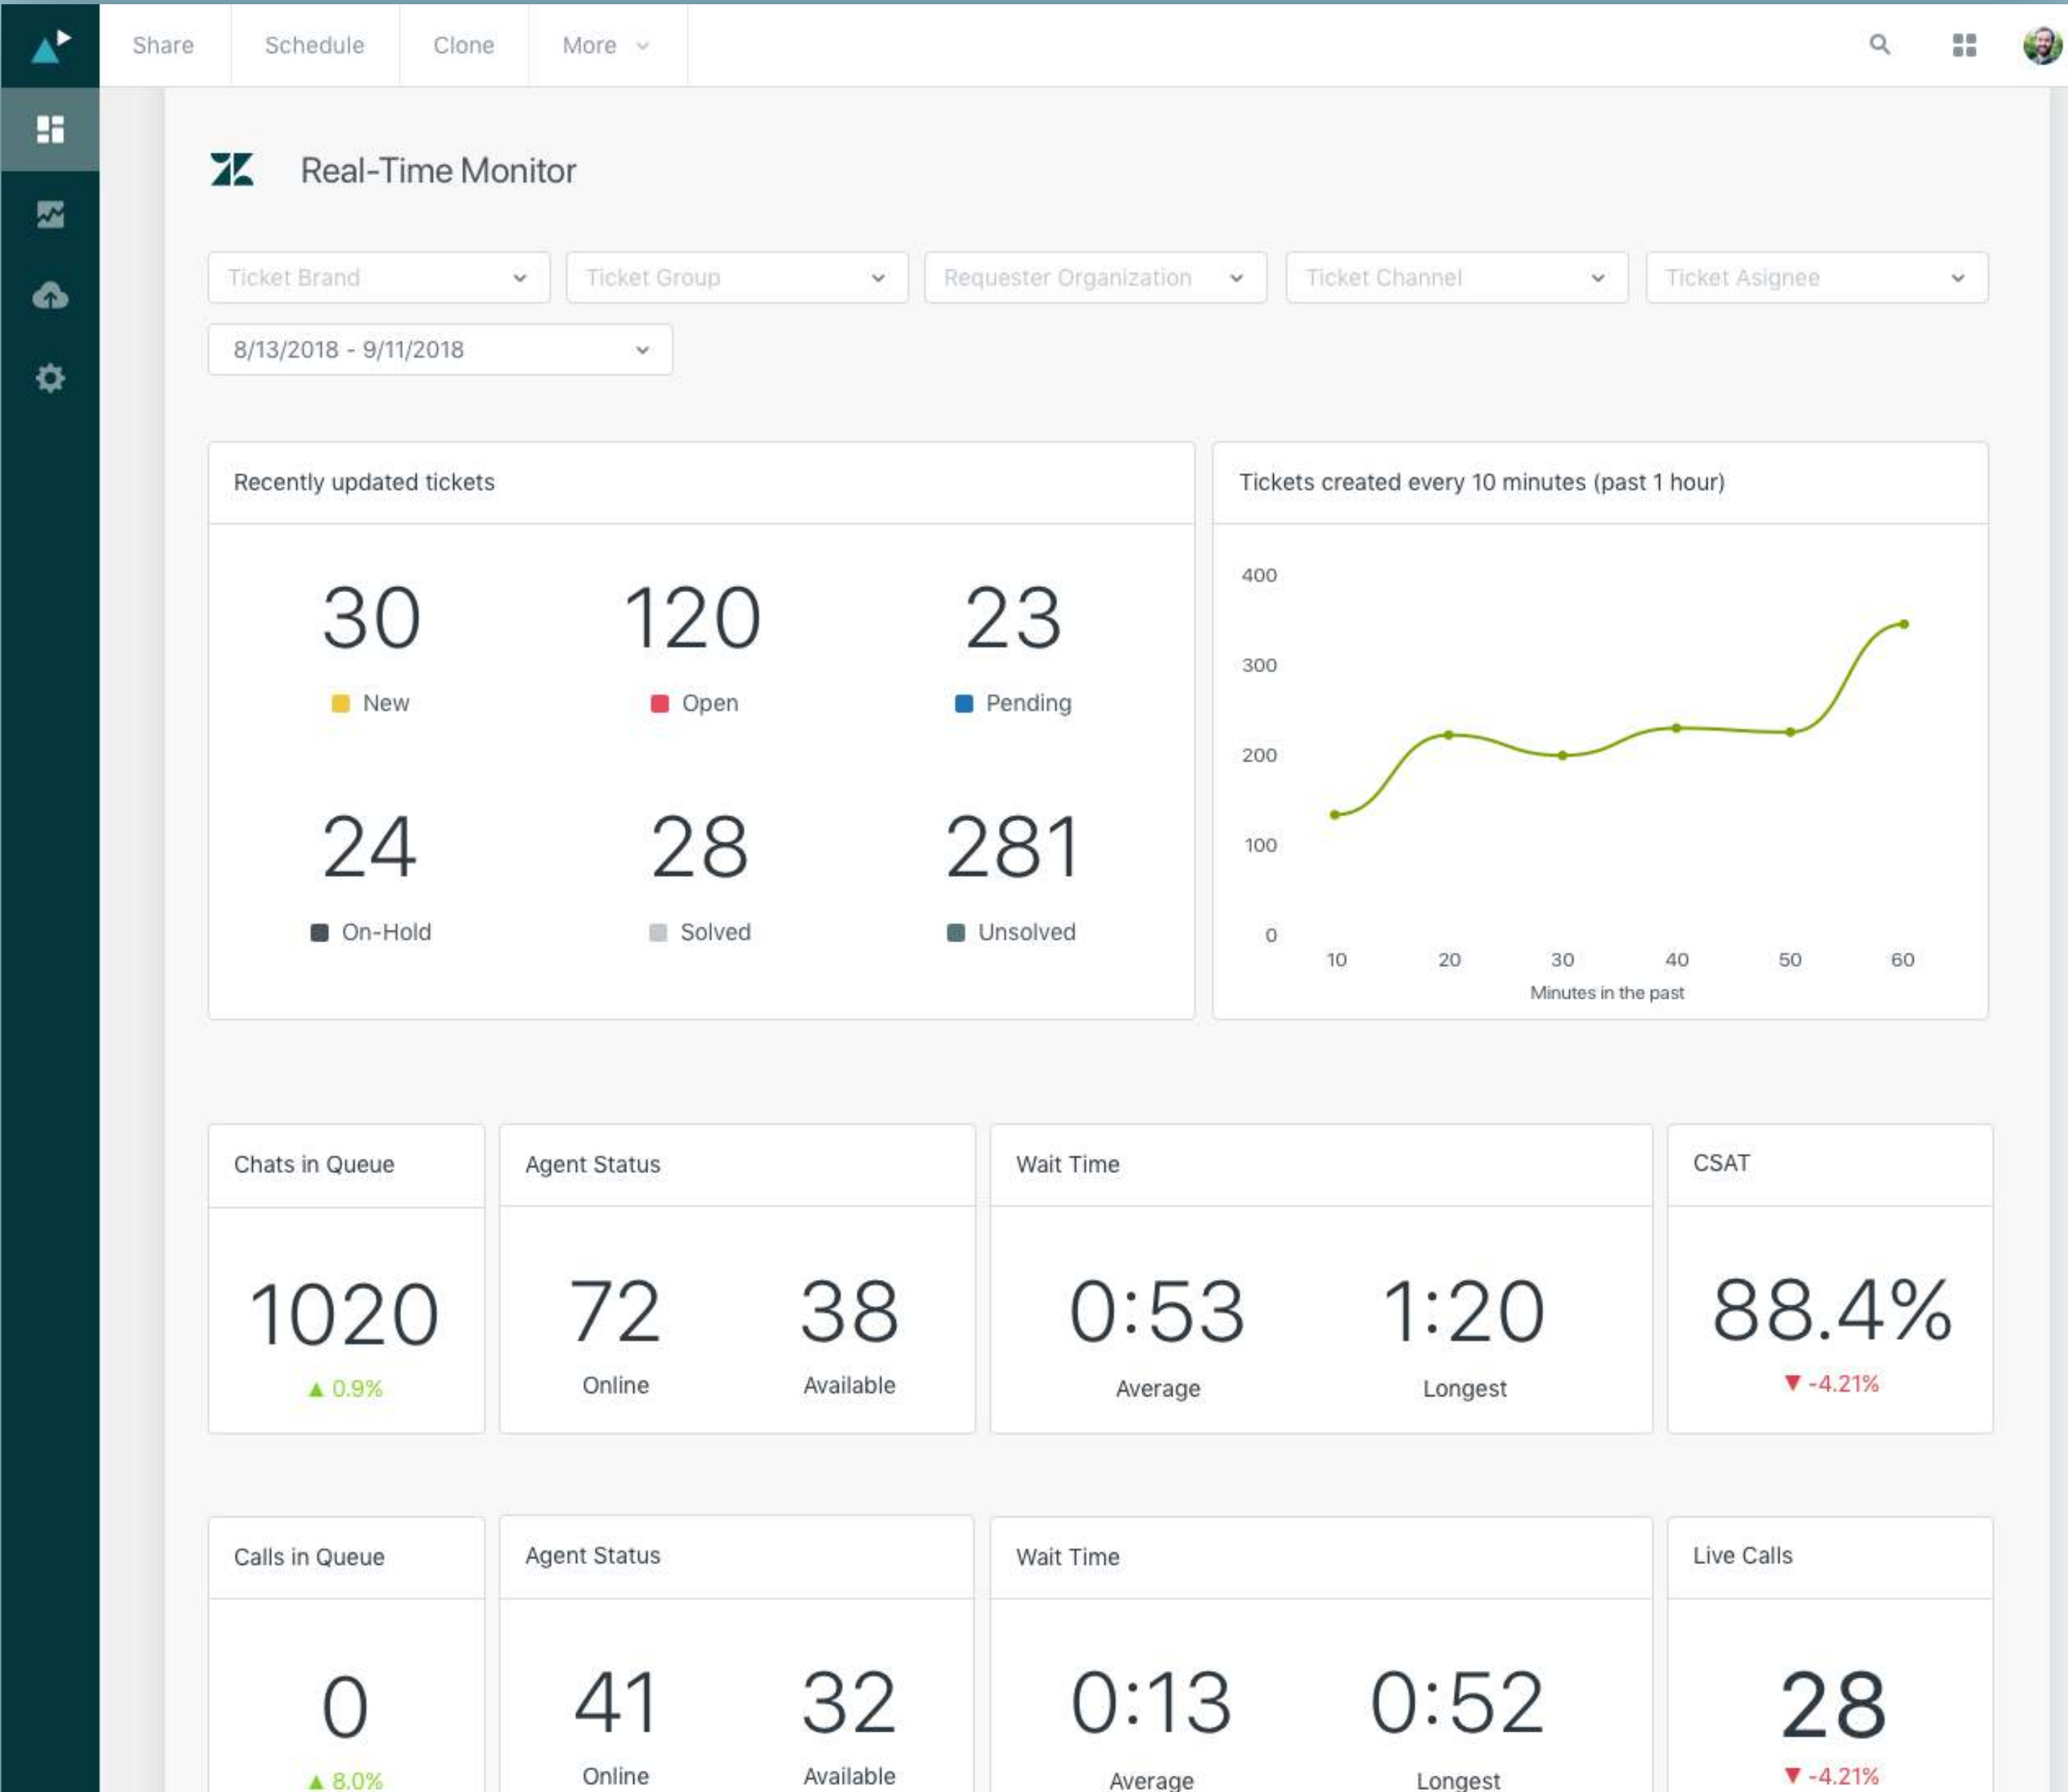 Share Schedule Clone More
Real-Time Monitor
Ticket Brand Ticket Group Requester Organization Ticket Channel Ticket Asignee
8/13/2018 - 9/11/2018
Recently updated tickets
30 120 23
New Open Pending
24 28 281
On-Hold Solved Unsolved
Tickets created every 10 minutes (past 1 hour)
400
300
200
100
0
10 20 30 40 50 60
Minutes in the past
Chats in Queue Agent Status Wait Time CSAT
1020 72 38 0:53 1:20 88.4%
▲ 0.9% Online Available Average Longest ▼ -4.21%
Calls in Queue Agent Status Wait Time Live Calls
0 41 32 0:13 0:52 28
▲ 8.0% Online Available Average Longest ▼ -4.21%